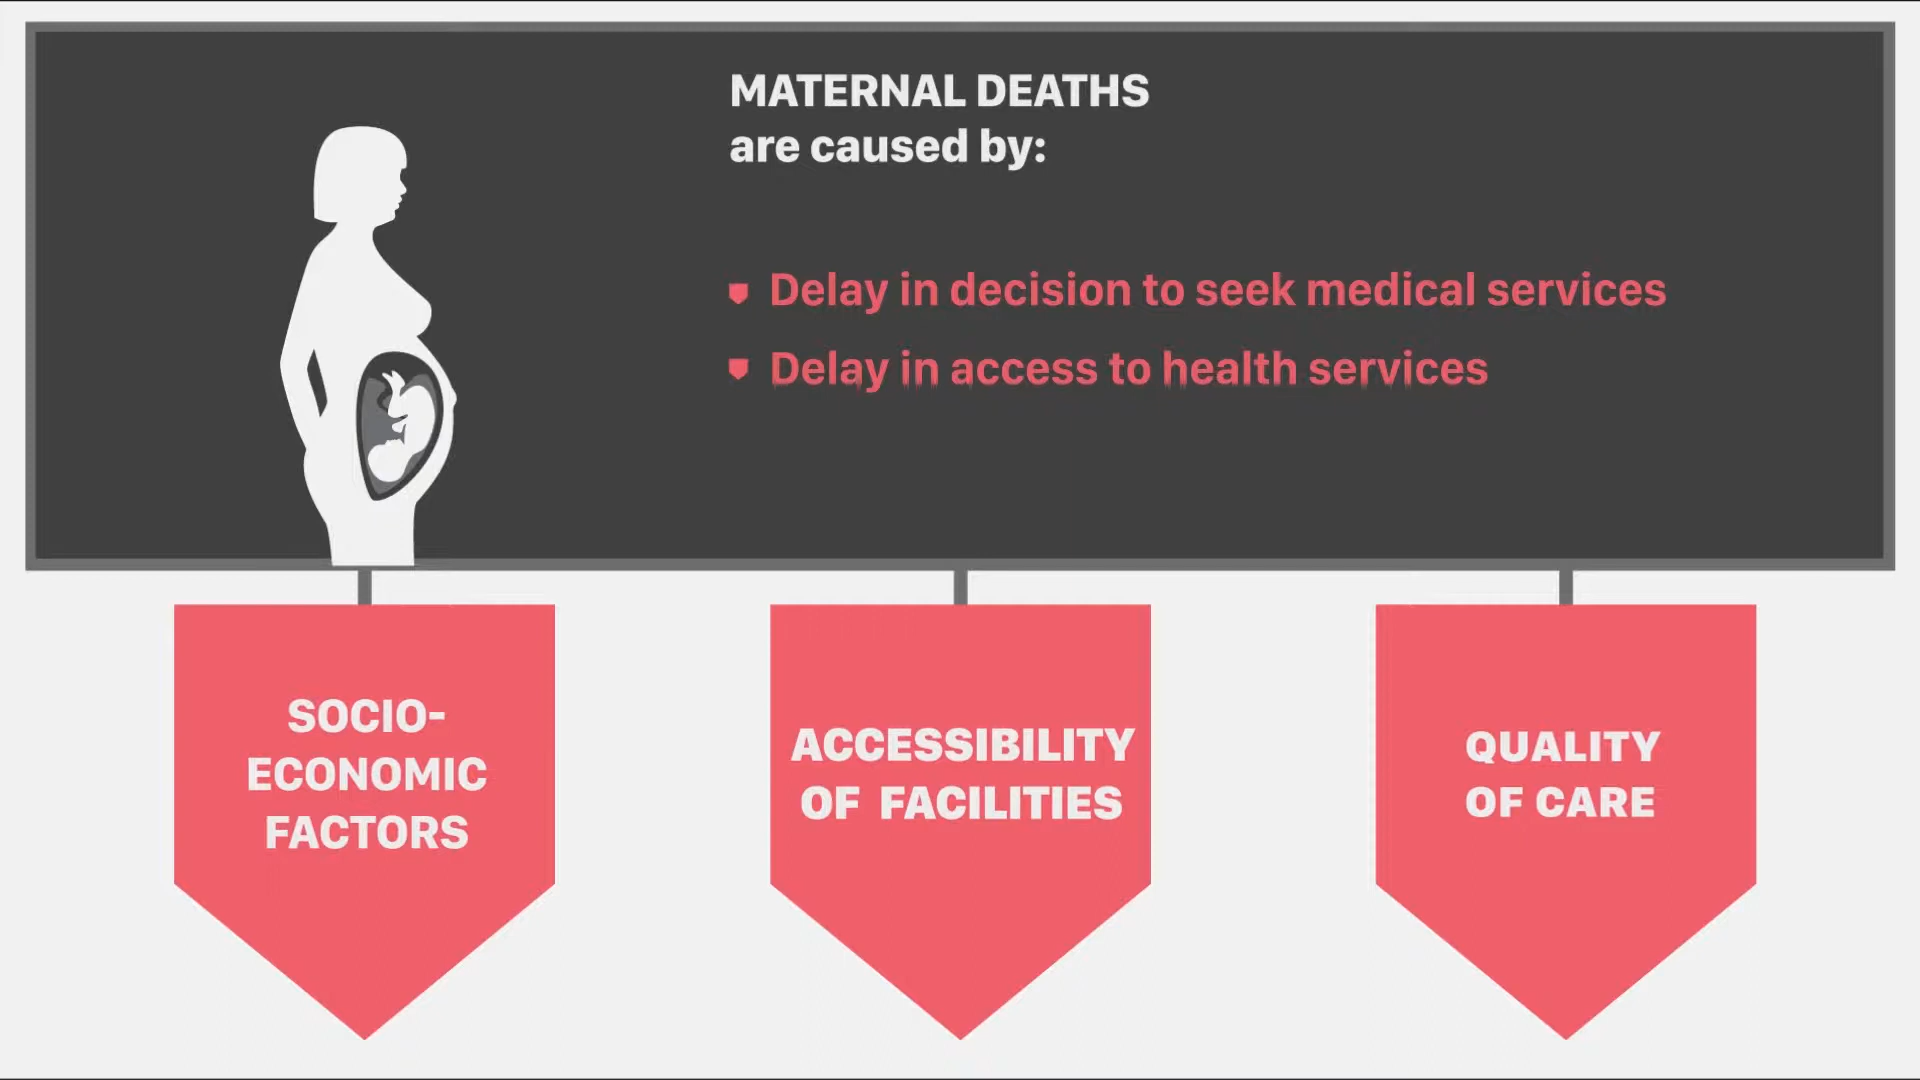 MATERNAL DEATHS
are caused by:
Delay in decision to seek medical services
Delay in access to health services
SOCIO-
ECONOMIC
FACTORS
ACCESSIBILITY
OF FACILITIES
QUALITY
OF CARE